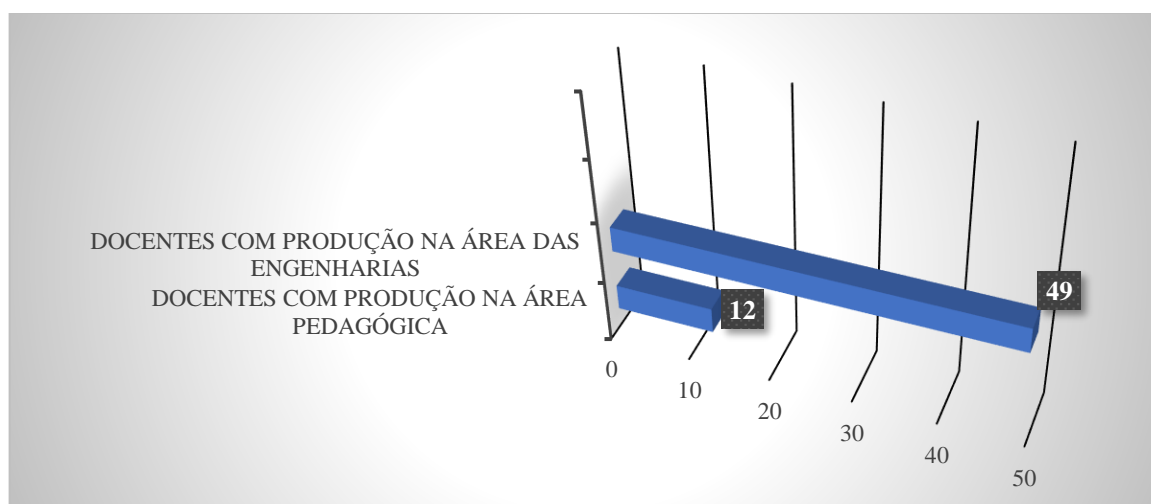 DOCENTES COM PRODUÇÃO NA ÁREA DAS
ENGENHARIAS
DOCENTES COM PRODUÇÃO NA ÁREA
PEDAGÓGICA
49
12
0
10
20
30
40
50